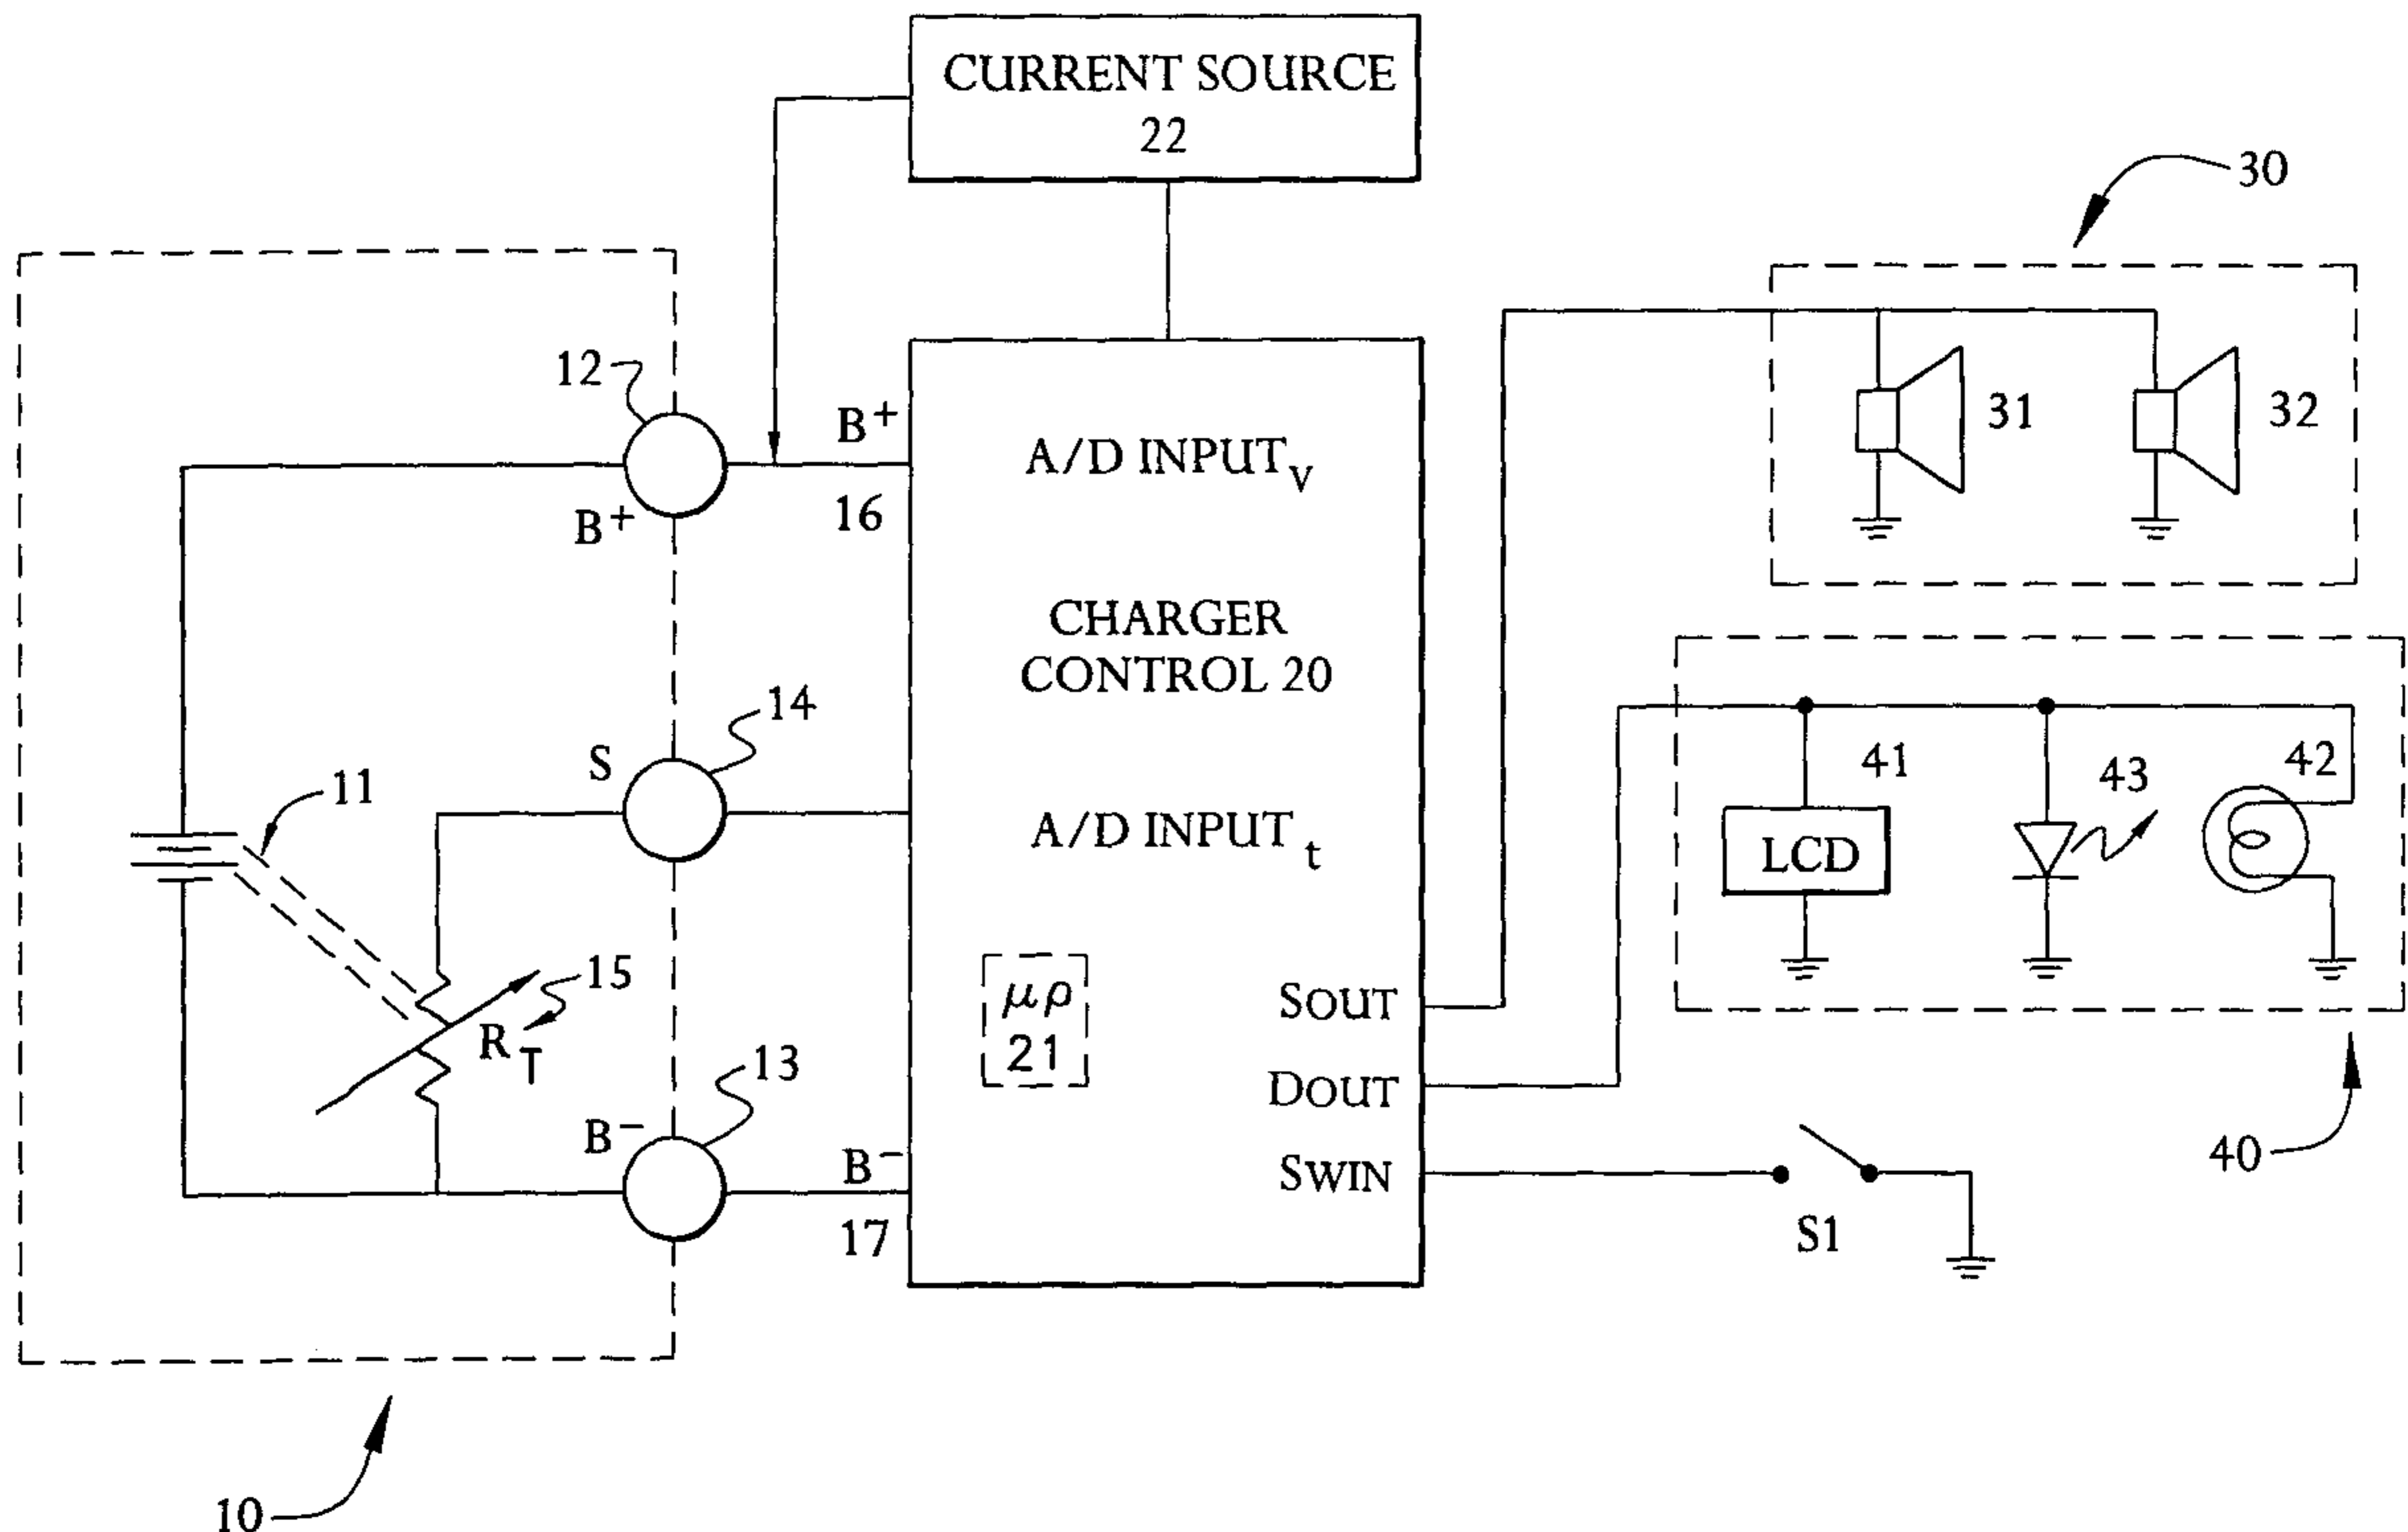 CURRENT SOURCE
22
30
12
B+
B+
16
A/D INPUTV
31
32
CHARGER
CONTROL 20
14
S
11
A/D INPUTt
41
43
42
LCD
15
RT
μρ
21
SOUT
13
B−
DOUT
B−
17
SWIN
40
S1
10